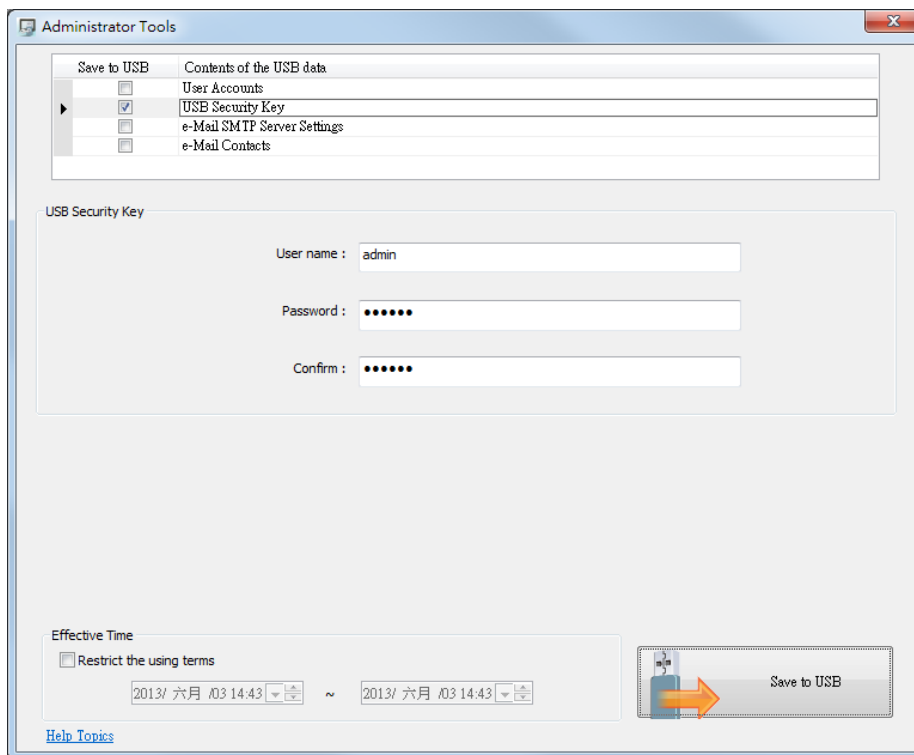 Administrator Tools
Save to USB Contents of the USB data
User Accounts
USB Security Key
e-Mail SMTP Server Settings
e-Mail Contacts
USB Security Key
User name : admin
Password : ••••••
Confirm : ••••••
Effective Time
Restrict the using terms
2013/ 六月 /03 14:43 ~ 2013/ 六月 /03 14:43
Save to USB
Help Topics